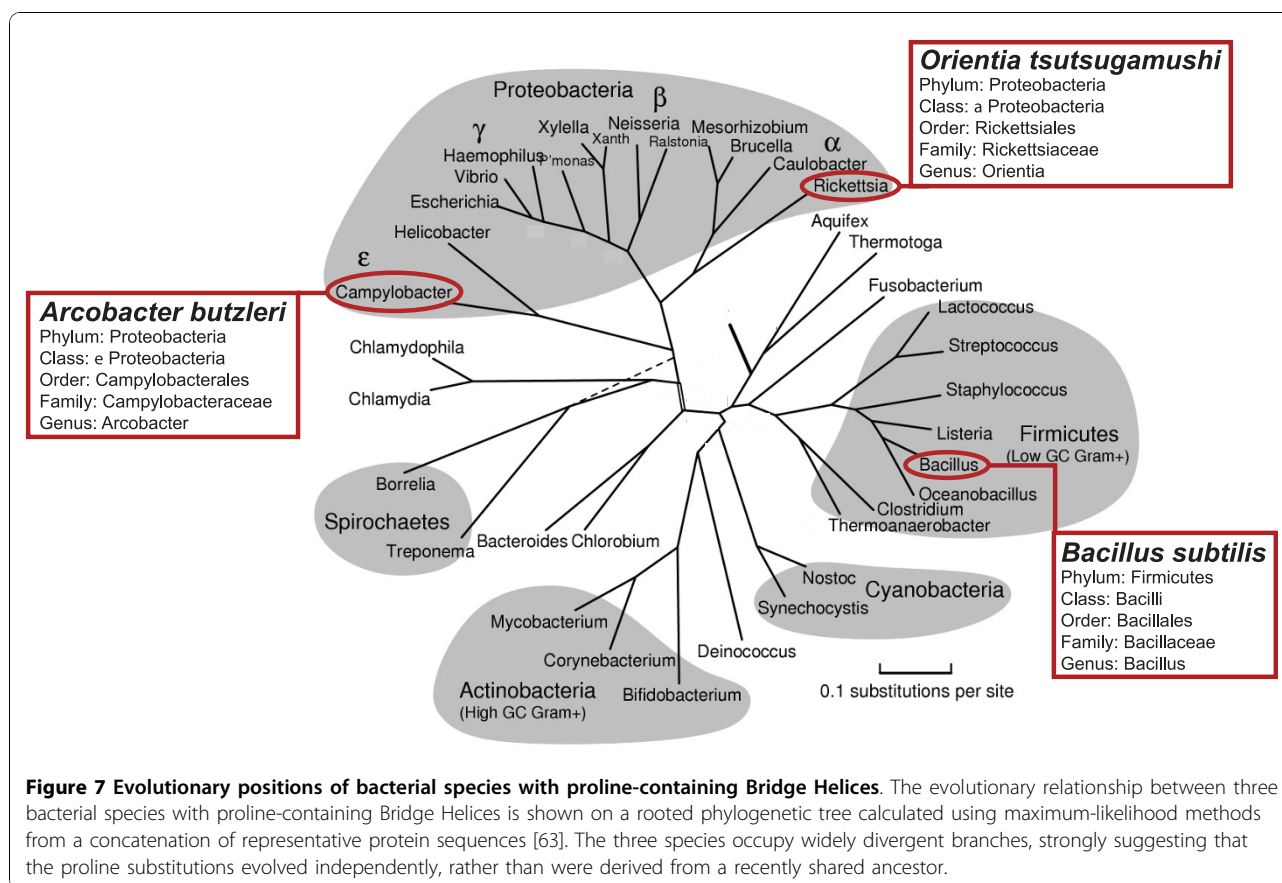 Orientia tsutsugamushi
Phylum: Proteobacteria
Class: a Proteobacteria
Order: Rickettsiales
Family: Rickettsiaceae
Genus: Orientia
Proteobacteria
β
γ
Xylella
Xanth
Neisseria
Ralstonia
Mesorhizobium
Brucella
α
Haemophilus
P'monas
Caulobacter
Vibrio
Rickettsia
Escherichia
Helicobacter
Aquifex
Thermotoga
ε
Campylobacter
Fusobacterium
Arcobacter butzleri
Phylum: Proteobacteria
Class: e Proteobacteria
Order: Campylobacterales
Family: Campylobacteraceae
Genus: Arcobacter
Lactococcus
Chlamydophila
Streptococcus
Chlamydia
Staphylococcus
Listeria
Firmicutes
(Low GC Gram+)
Bacillus
Borrelia
Oceanobacillus
Clostridium
Spirochaetes
Thermoanaerobacter
Treponema
Bacteroides
Chlorobium
Bacillus subtilis
Phylum: Firmicutes
Class: Bacilli
Order: Bacillales
Family: Bacillaceae
Genus: Bacillus
Nostoc
Cyanobacteria
Synechocystis
Mycobacterium
Corynebacterium
Deinococcus
Actinobacteria
(High GC Gram+)
Bifidobacterium
0.1 substitutions per site
Figure 7 Evolutionary positions of bacterial species with proline-containing Bridge Helices. The evolutionary relationship between three
bacterial species with proline-containing Bridge Helices is shown on a rooted phylogenetic tree calculated using maximum-likelihood methods
from a concatenation of representative protein sequences [63]. The three species occupy widely divergent branches, strongly suggesting that
the proline substitutions evolved independently, rather than were derived from a recently shared ancestor.